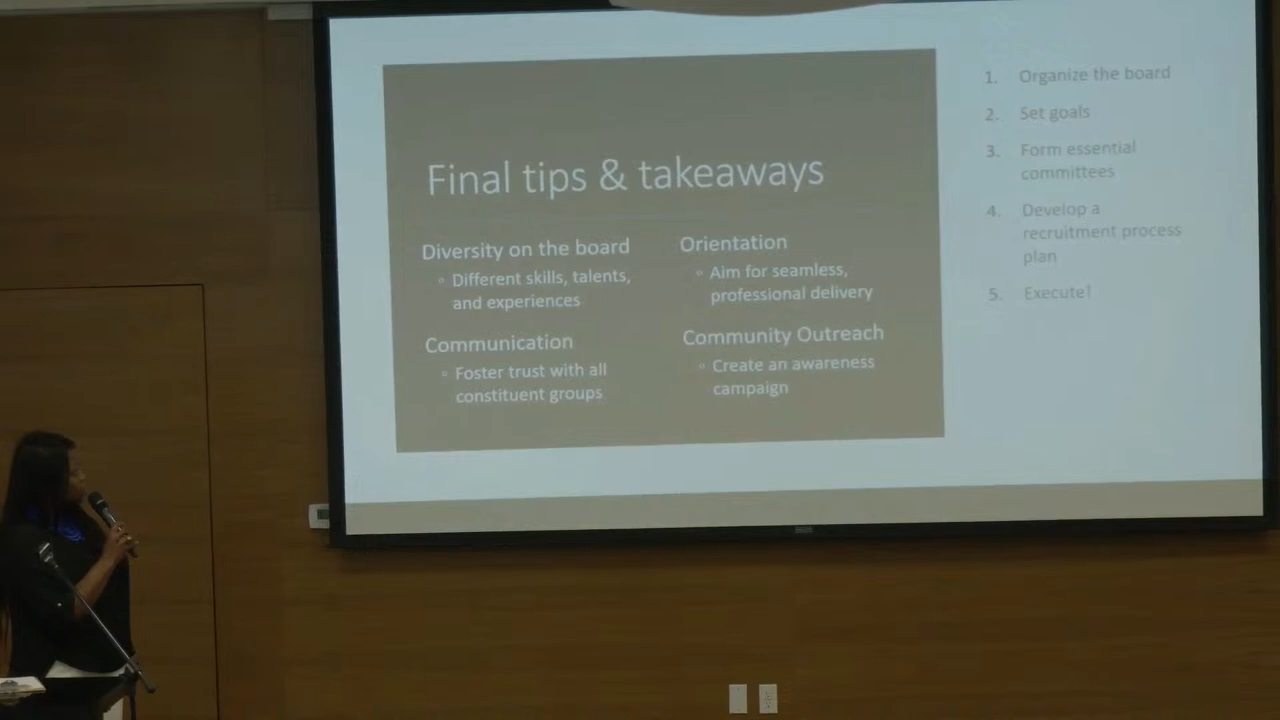 Final tips & takeaways
Diversity on the board
◦ Different skills, talents,
and experiences
Communication
◦ Foster trust with all
constituent groups
Orientation
◦ Aim for seamless,
professional delivery
Community Outreach
◦ Create an awareness
campaign
1. Organize the board
2. Set goals
3. Form essential
committees
4. Develop a
recruitment process
plan
5. Execute!